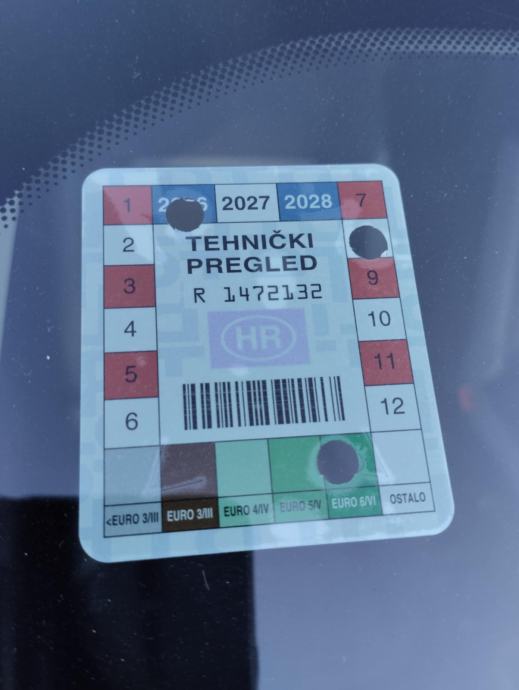 1 2026 2027 2028 7
2 TEHNIČKI
PREGLED
3 R 1472132 9
4 HR 10
5 11
6 12
<EURO 3/III EURO 3/III EURO 4/IV EURO 5/V EURO 6/VI OSTALO